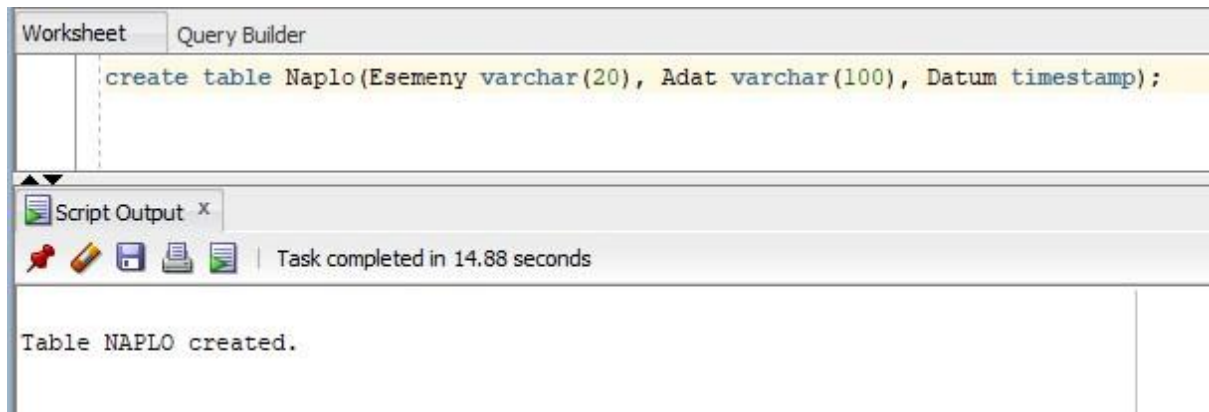 Worksheet Query Builder
create table Naplo(Esemeny varchar(20), Adat varchar(100), Datum timestamp);
Script Output x
Task completed in 14.88 seconds
Table NAPLO created.